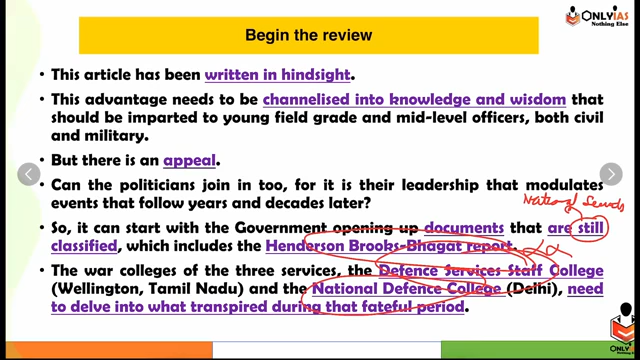 ONLYIAS
Nothing Else
Begin the review
• This article has been written in hindsight.
• This advantage needs to be channelised into knowledge and wisdom that
should be imparted to young field grade and mid-level officers, both civil
and military.
• But there is an appeal.
• Can the politicians join in too, for it is their leadership that modulates
events that follow years and decades later?
National
• So, it can start with the Government opening up documents that are still
classified, which includes the Henderson Brooks-Bhagat report.
• The war colleges of the three services, the Defence Services Staff College
(Wellington, Tamil Nadu) and the National Defence College (Delhi), need
to delve into what transpired during that fateful period.
ONLY